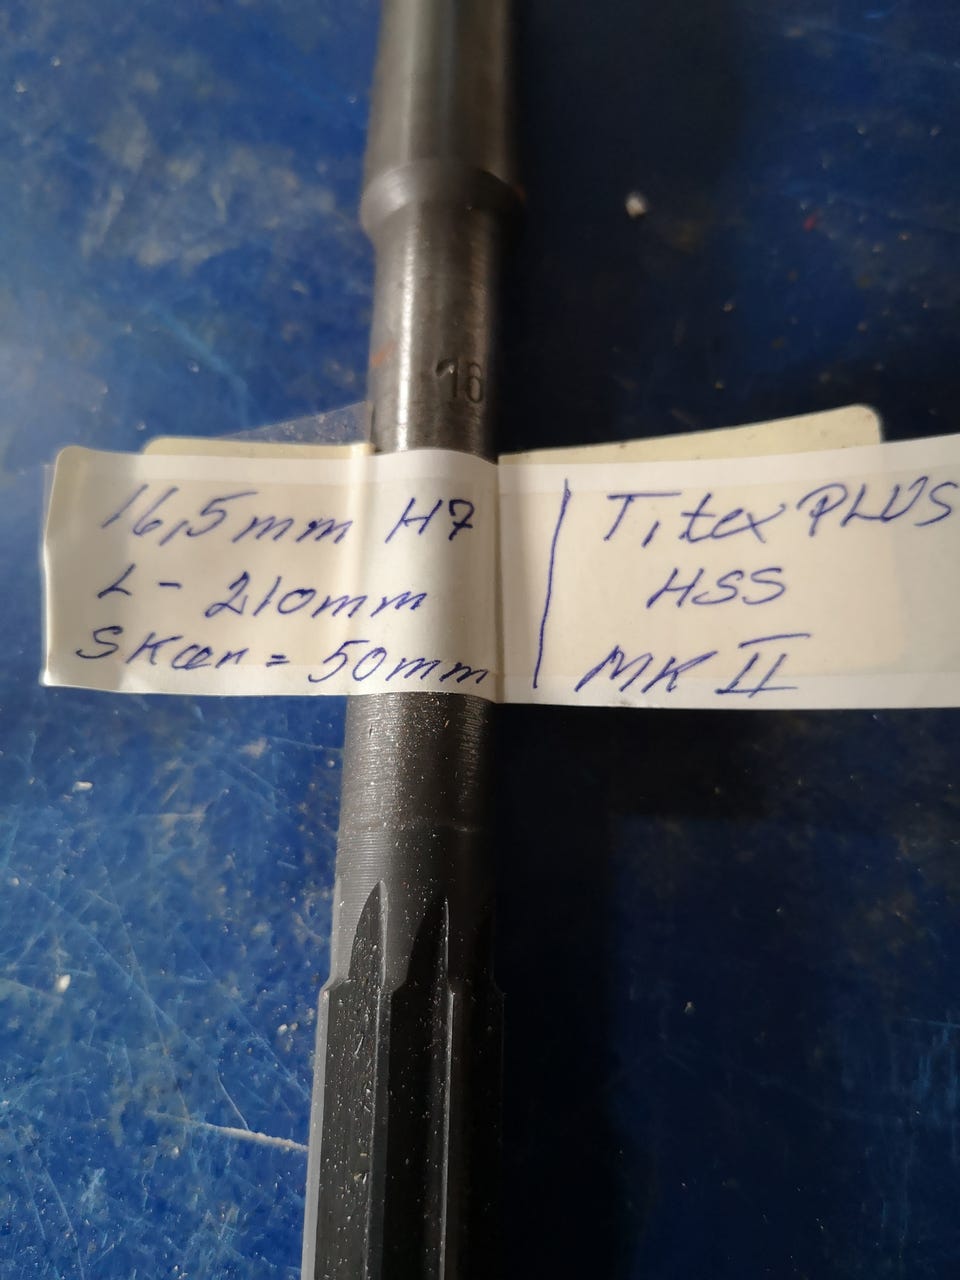 16
16,5mm H7
L- 210mm
Skær = 50mm
Titex PLUS
HSS
MK II